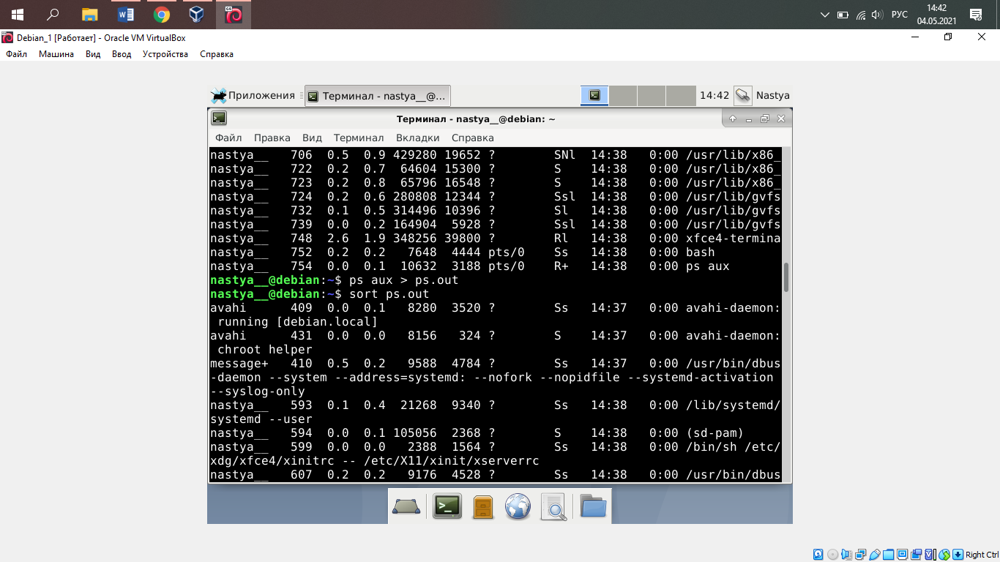 РУС
14:42
04.05.2021
Debian_1 [Работает] - Oracle VM VirtualBox
Файл Машина Вид Ввод Устройства Справка
Приложения Терминал - nastya__@... 14:42 Nastya
Терминал - nastya__@debian: ~
Файл Правка Вид Терминал Вкладки Справка
nastya__   706  0.5  0.9 429280 19652 ?        SNl  14:38   0:00 /usr/lib/x86_
nastya__   722  0.2  0.7  64604 15300 ?        S    14:38   0:00 /usr/lib/x86_
nastya__   723  0.2  0.8  65796 16548 ?        S    14:38   0:00 /usr/lib/x86_
nastya__   724  0.2  0.6 280808 12344 ?        Ssl  14:38   0:00 /usr/lib/gvfs
nastya__   732  0.1  0.5 314496 10396 ?        Sl   14:38   0:00 /usr/lib/gvfs
nastya__   739  0.0  0.2 164904  5928 ?        Ssl  14:38   0:00 /usr/lib/gvfs
nastya__   748  2.6  1.9 348256 39800 ?        Rl   14:38   0:00 xfce4-termina
nastya__   752  0.2  0.2   7648  4444 pts/0    Ss   14:38   0:00 bash
nastya__   754  0.0  0.1  10632  3188 pts/0    R+   14:38   0:00 ps aux
nastya__@debian:~$ ps aux > ps.out
nastya__@debian:~$ sort ps.out
avahi      409  0.0  0.1   8280  3520 ?        Ss   14:37   0:00 avahi-daemon:
 running [debian.local]
avahi      431  0.0  0.0   8156   324 ?        S    14:37   0:00 avahi-daemon:
 chroot helper
message+   410  0.5  0.2   9588  4784 ?        Ss   14:37   0:00 /usr/bin/dbus
-daemon --system --address=systemd: --nofork --nopidfile --systemd-activation
--syslog-only
nastya__   593  0.1  0.4  21268  9340 ?        Ss   14:38   0:00 /lib/systemd/
systemd --user
nastya__   594  0.0  0.1 105056  2368 ?        S    14:38   0:00 (sd-pam)
nastya__   599  0.0  0.0   2388  1564 ?        Ss   14:38   0:00 /bin/sh /etc/
xdg/xfce4/xinitrc -- /etc/X11/xinit/xserverrc
nastya__   607  0.2  0.2   9176  4528 ?        Ss   14:38   0:00 /usr/bin/dbus
Right Ctrl